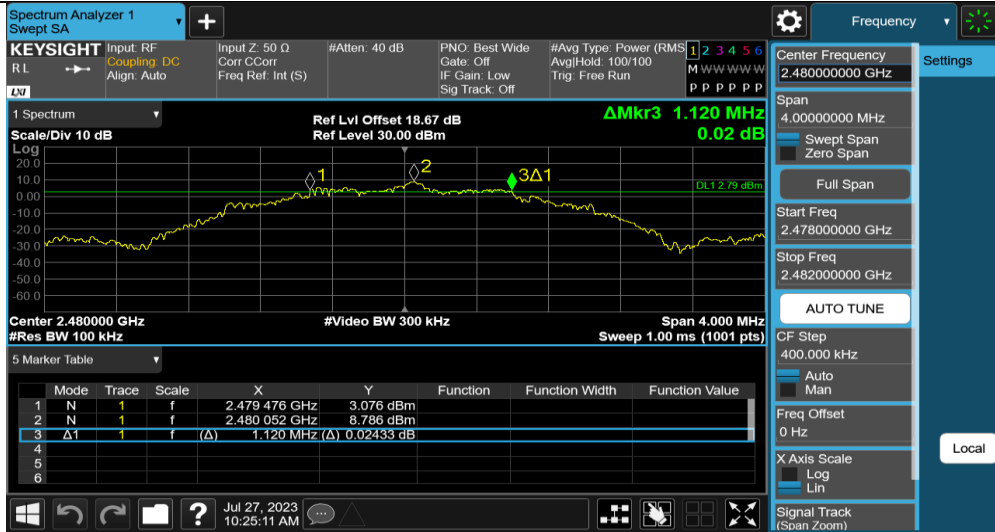 Spectrum Analyzer 1
Swept SA
Frequency
KEYSIGHT
RL
LXI
Input: RF
Coupling: DC
Align: Auto
Input Z: 50 Ω
Corr CCorr
Freq Ref: Int (S)
#Atten: 40 dB
PNO: Best Wide
Gate: Off
IF Gain: Low
Sig Track: Off
#Avg Type: Power (RMS
Avg|Hold: 100/100
Trig: Free Run
1 2 3 4 5 6
M W W W W W
P P P P P P
1 Spectrum
Scale/Div 10 dB
Ref Lvl Offset 18.67 dB
Ref Level 30.00 dBm
ΔMkr3 1.120 MHz
0.02 dB
Log
20.0
10.0
0.00
-10.0
-20.0
-30.0
-40.0
-50.0
-60.0
1
2
3Δ1
DL1 2.79 dBm
Center 2.480000 GHz
#Res BW 100 kHz
#Video BW 300 kHz
Span 4.000 MHz
Sweep 1.00 ms (1001 pts)
5 Marker Table
Mode Trace Scale X Y Function Function Width Function Value
1 N 1 f 2.479 476 GHz 3.076 dBm
2 N 1 f 2.480 052 GHz 8.786 dBm
3 Δ1 1 f (Δ) 1.120 MHz (Δ) 0.02433 dB
4
5
6
Jul 27, 2023
10:25:11 AM
Center Frequency
2.480000000 GHz
Span
4.00000000 MHz
Swept Span
Zero Span
Full Span
Start Freq
2.478000000 GHz
Stop Freq
2.482000000 GHz
AUTO TUNE
CF Step
400.000 kHz
Auto
Man
Freq Offset
0 Hz
X Axis Scale
Log
Lin
Signal Track
(Span Zoom)
Settings
Local